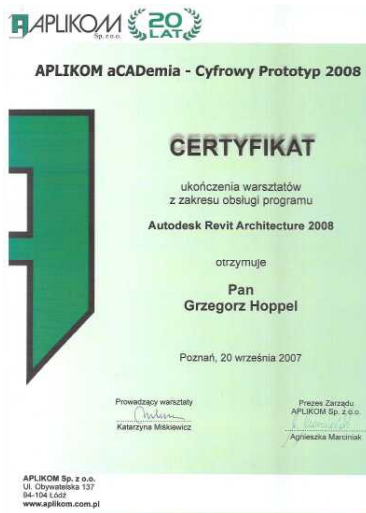 APLIKOM
Sp. z o.o.
20
LAT
APLIKOM aCADemia - Cyfrowy Prototyp 2008
CERTYFIKAT
ukończenia warsztatów
z zakresu obsługi programu
Autodesk Revit Architecture 2008
otrzymuje
Pan
Grzegorz Hoppel
Poznań, 20 września 2007
Prowadzący warsztaty
Katarzyna Miśkiewicz
Prezes Zarządu
APLIKOM Sp. z o.o.
Agnieszka Marciniak
APLIKOM Sp. z o.o.
Ul. Obywatelska 137
94-104 Łódź
www.aplikom.com.pl